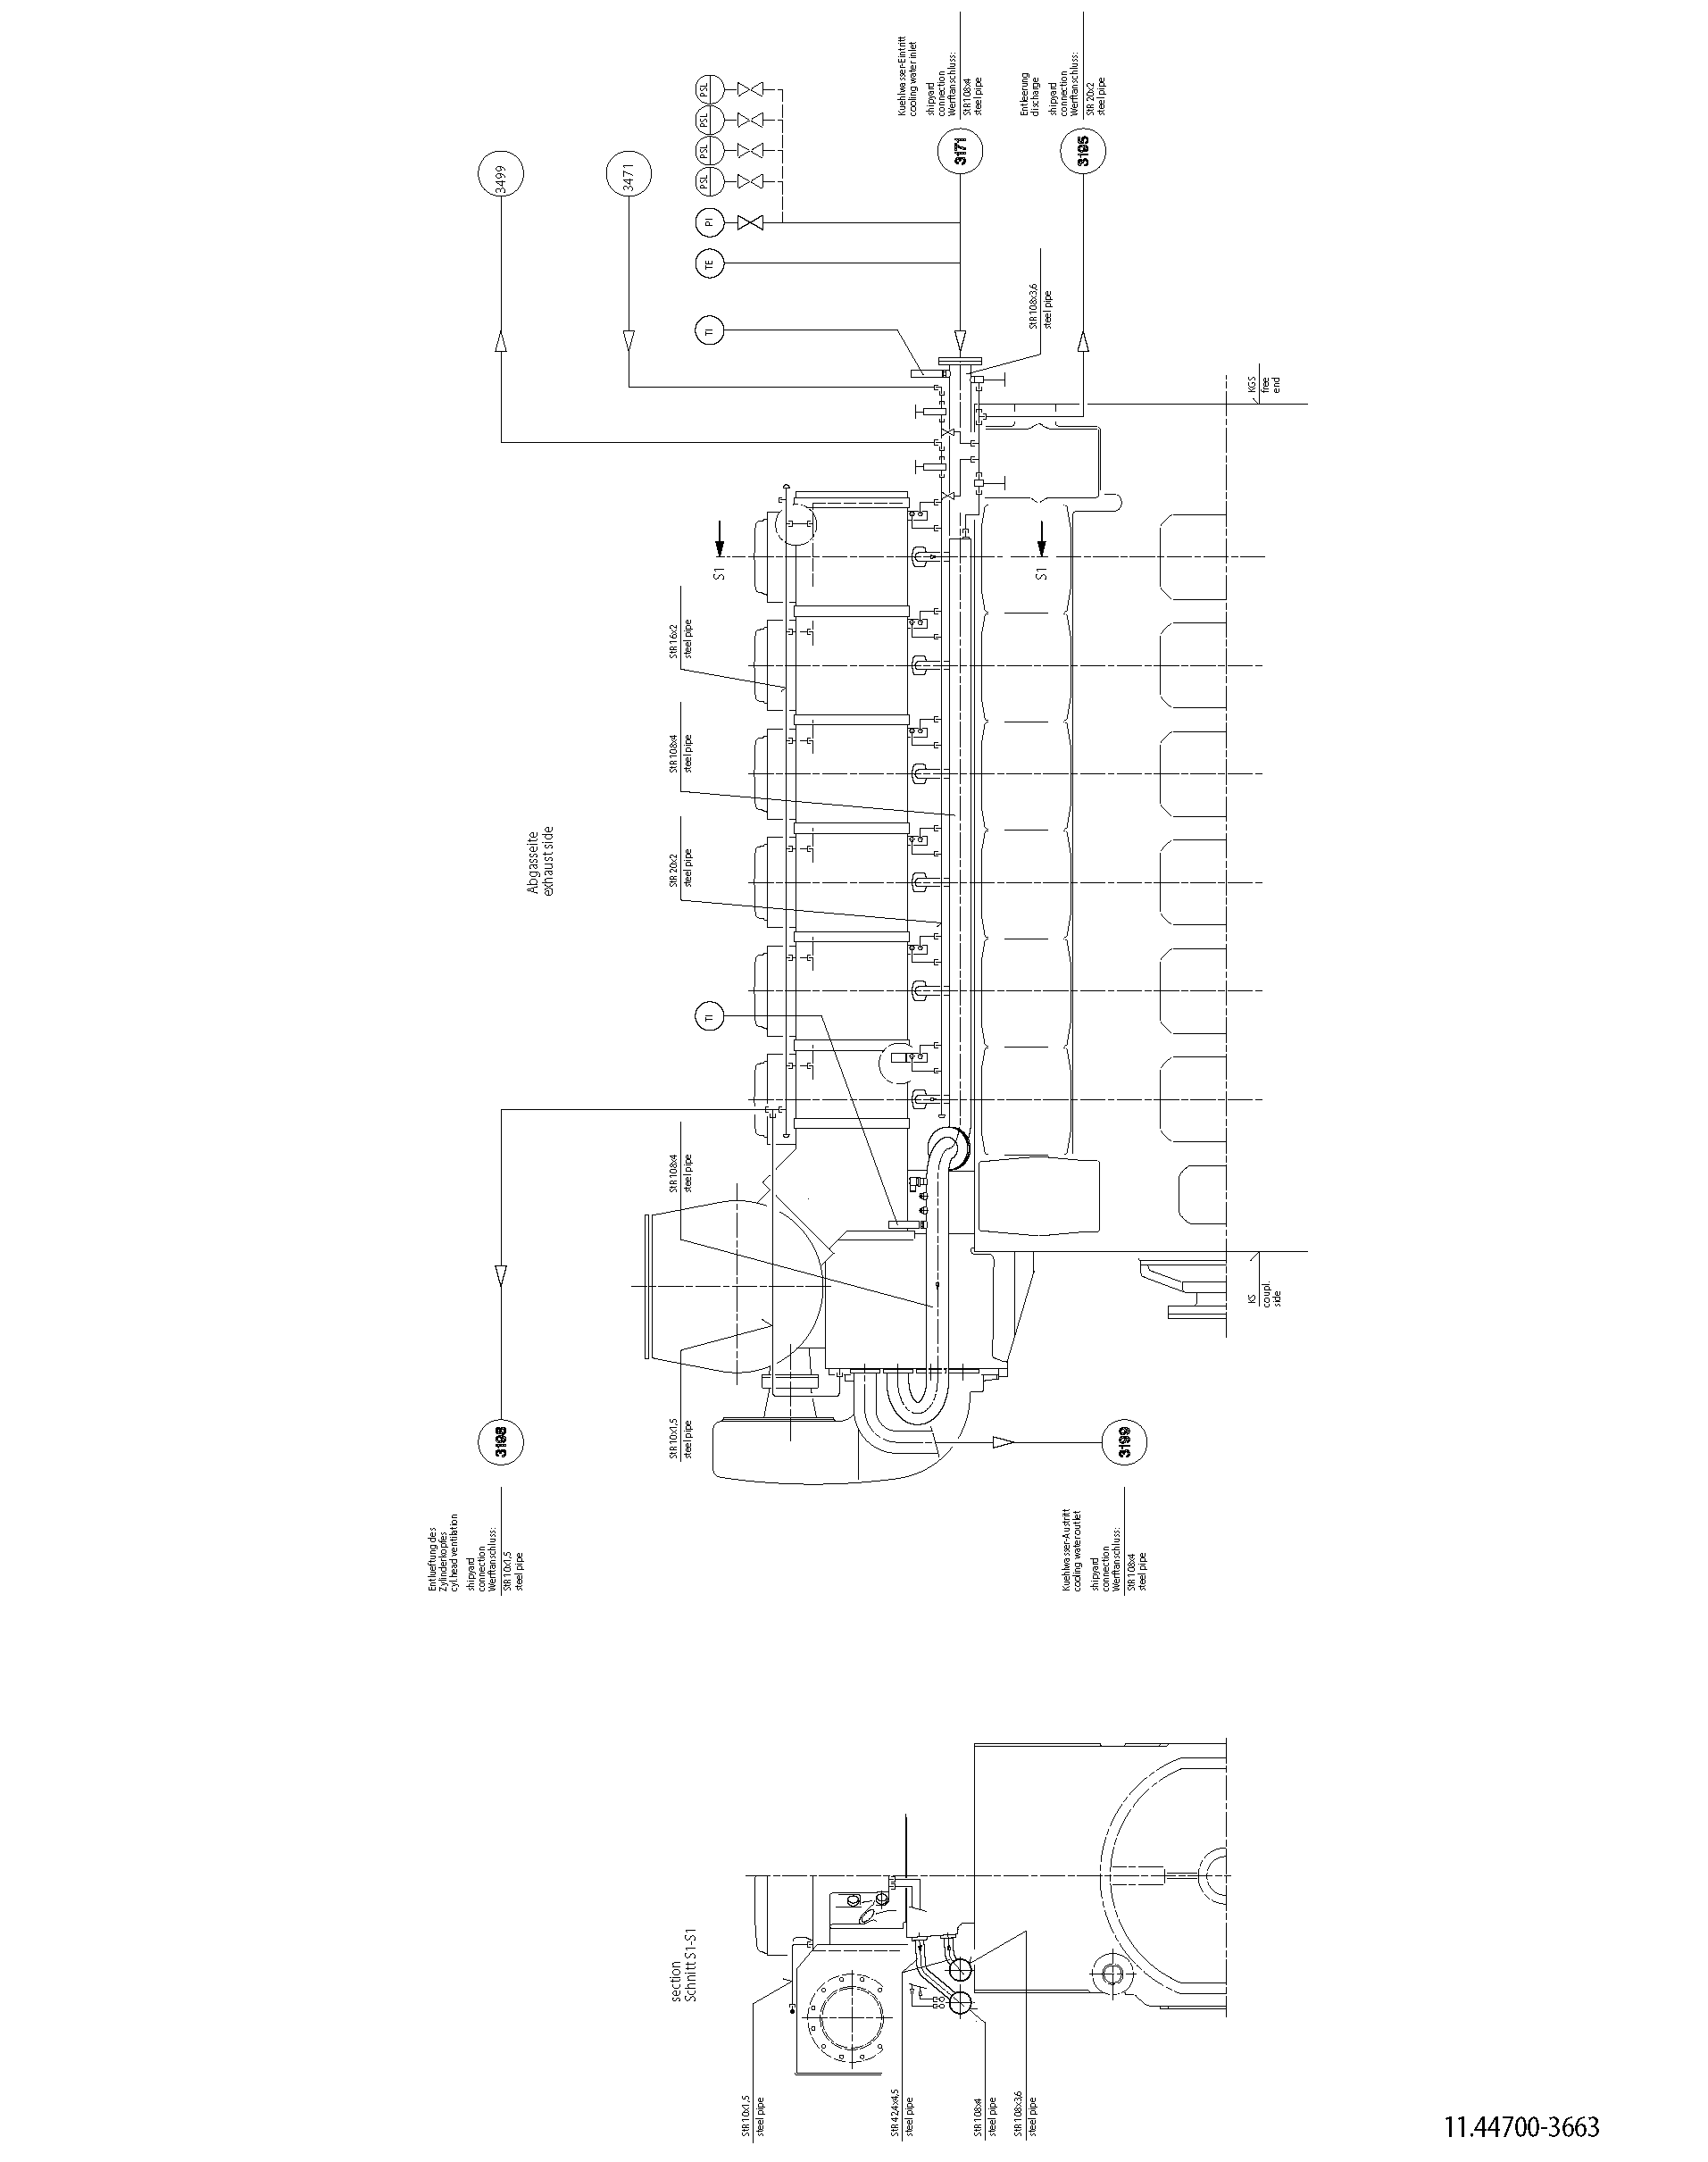 Entlueftung des
Zylinderkopfes
cyl.head ventilation
shipyard
connection
Werftanschluss:
StR 10x1,5
steel pipe
3198
3499
3471
Abgasseite
exhaust side
StR 10x1,5
steel pipe
StR 108x4
steel pipe
StR 20x2
steel pipe
StR 108x4
steel pipe
StR 16x2
steel pipe
TI
TI
TE
PI
PSL
PSL
PSL
PSL
S1
S1
Kuehlwasser-Eintritt
cooling water inlet
shipyard
connection
Werftanschluss:
StR 108x4
steel pipe
3171
Entleerung
discharge
shipyard
connection
Werftanschluss:
StR 20x2
steel pipe
3195
StR 108x3,6
steel pipe
Kuehlwasser-Austritt
cooling water outlet
shipyard
connection
Werftanschluss:
StR 108x4
steel pipe
3199
KS
coupl.
side
KGS
free
end
section
Schnitt S1-S1
StR 10x1,5
steel pipe
StR 42,4x4,5
steel pipe
StR 108x4
steel pipe
StR 108x3,6
steel pipe
11.44700-3663